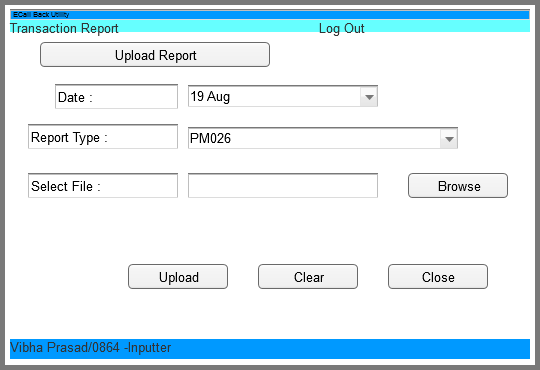 ECalli Back Utility
Transaction Report Log Out
Upload Report
Date : 19 Aug
Report Type : PM026
Select File : Browse
Upload Clear Close
Vibha Prasad/0864 -Inputter